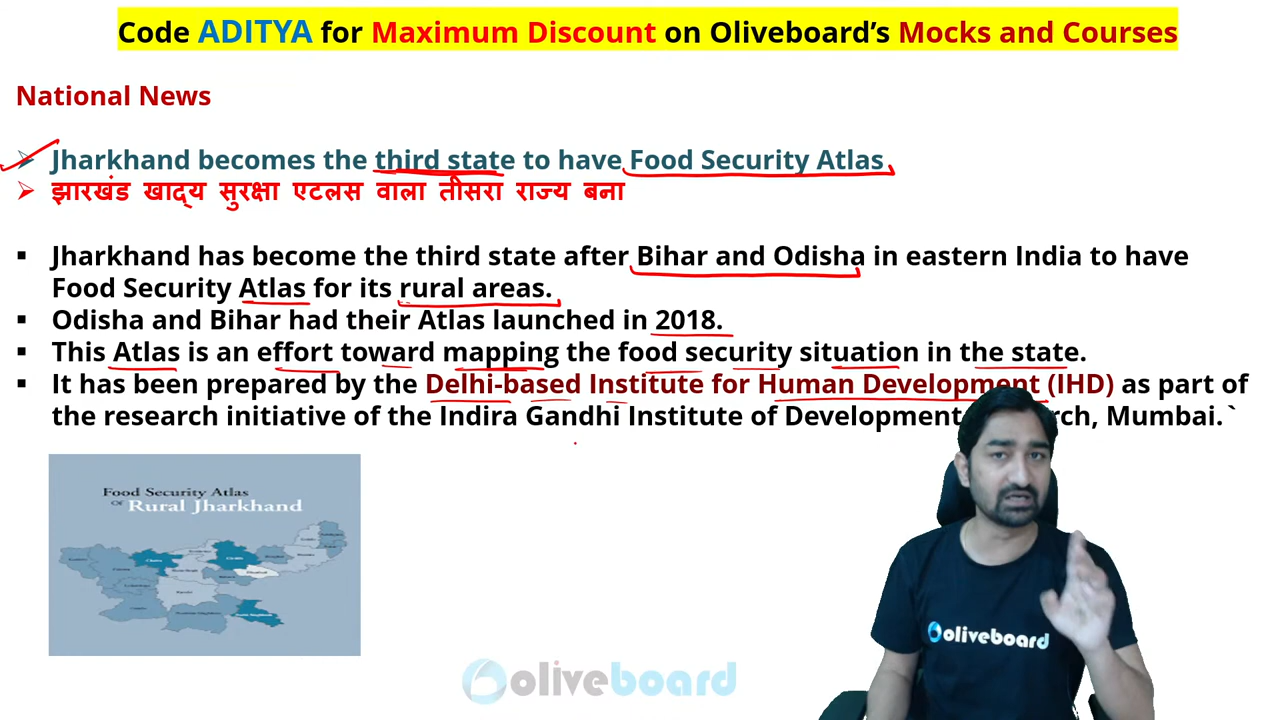 Code ADITYA for Maximum Discount on Oliveboard's Mocks and Courses
National News
Jharkhand becomes the third state to have Food Security Atlas
झारखंड खाद्य सुरक्षा एटलस वाला तीसरा राज्य बना
Jharkhand has become the third state after Bihar and Odisha in eastern India to have
Food Security Atlas for its rural areas.
Odisha and Bihar had their Atlas launched in 2018.
This Atlas is an effort toward mapping the food security situation in the state.
It has been prepared by the Delhi-based Institute for Human Development (IHD) as part of
the research initiative of the Indira Gandhi Institute of Development Mumbai.`
Food Security Atlas
Of Rural Jharkhand
oliveboard
oliveboard